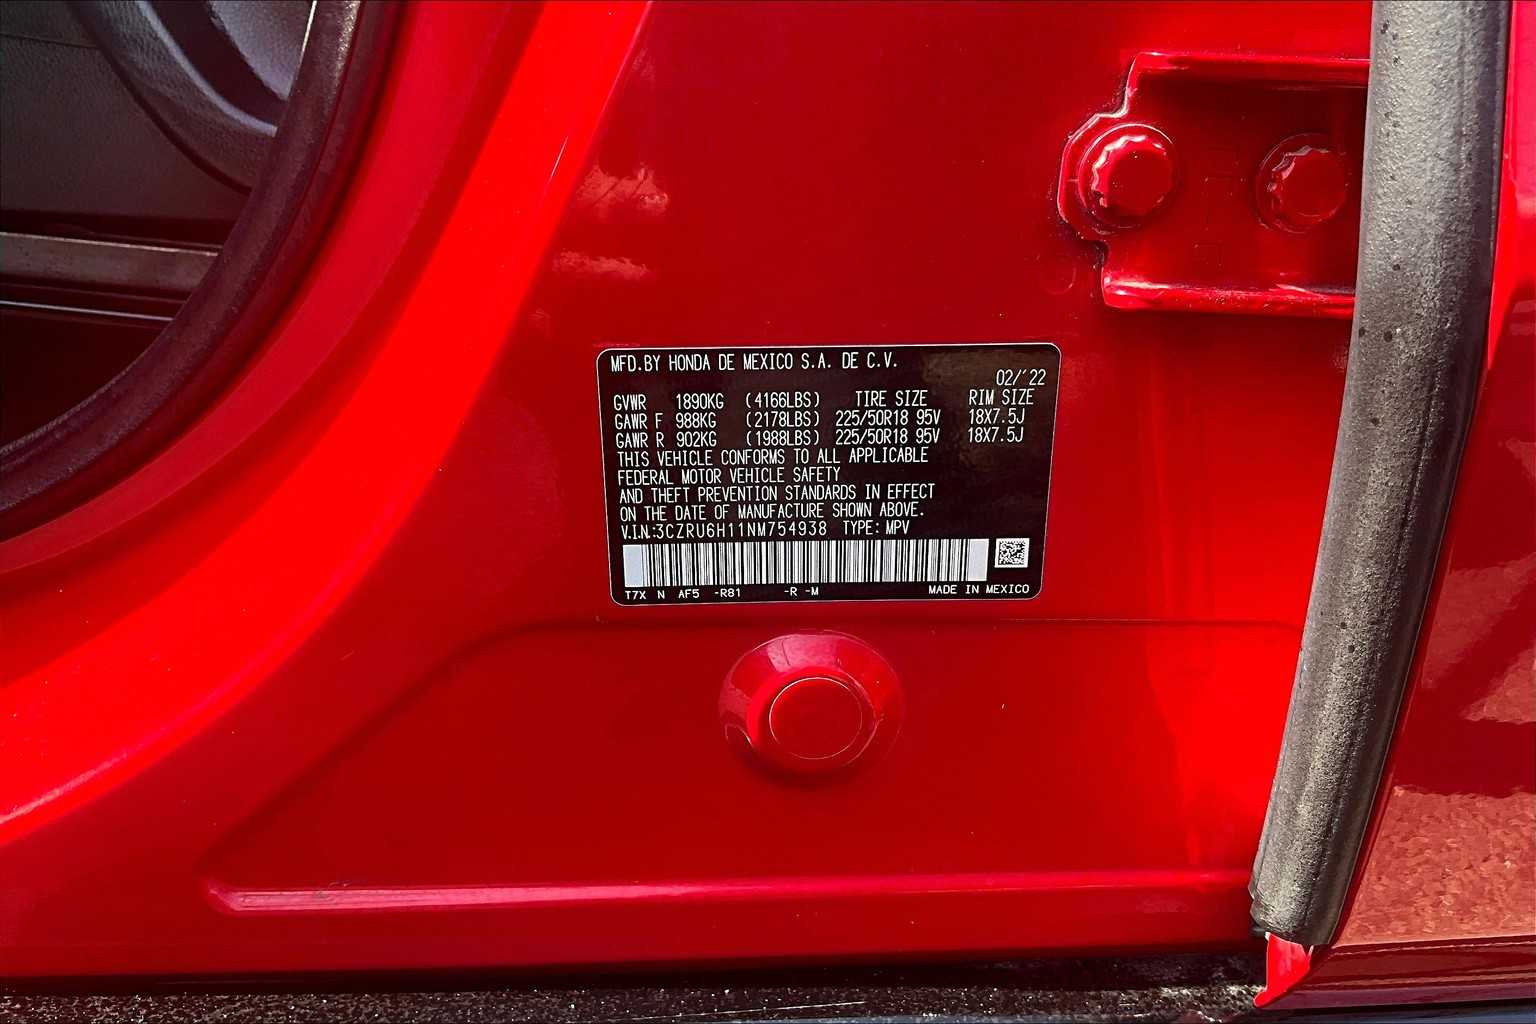 MFD.BY HONDA DE MEXICO S.A. DE C.V.
02/'22
GVWR 1890KG (4166LBS) TIRE SIZE RIM SIZE
GAWR F 988KG (2178LBS) 225/50R18 95V 18X7.5J
GAWR R 902KG (1988LBS) 225/50R18 95V 18X7.5J
THIS VEHICLE CONFORMS TO ALL APPLICABLE
FEDERAL MOTOR VEHICLE SAFETY
AND THEFT PREVENTION STANDARDS IN EFFECT
ON THE DATE OF MANUFACTURE SHOWN ABOVE.
V.I.N.:3CZRU6H11NM754938 TYPE: MPV
T7X N AF5 -R81 -R -M MADE IN MEXICO